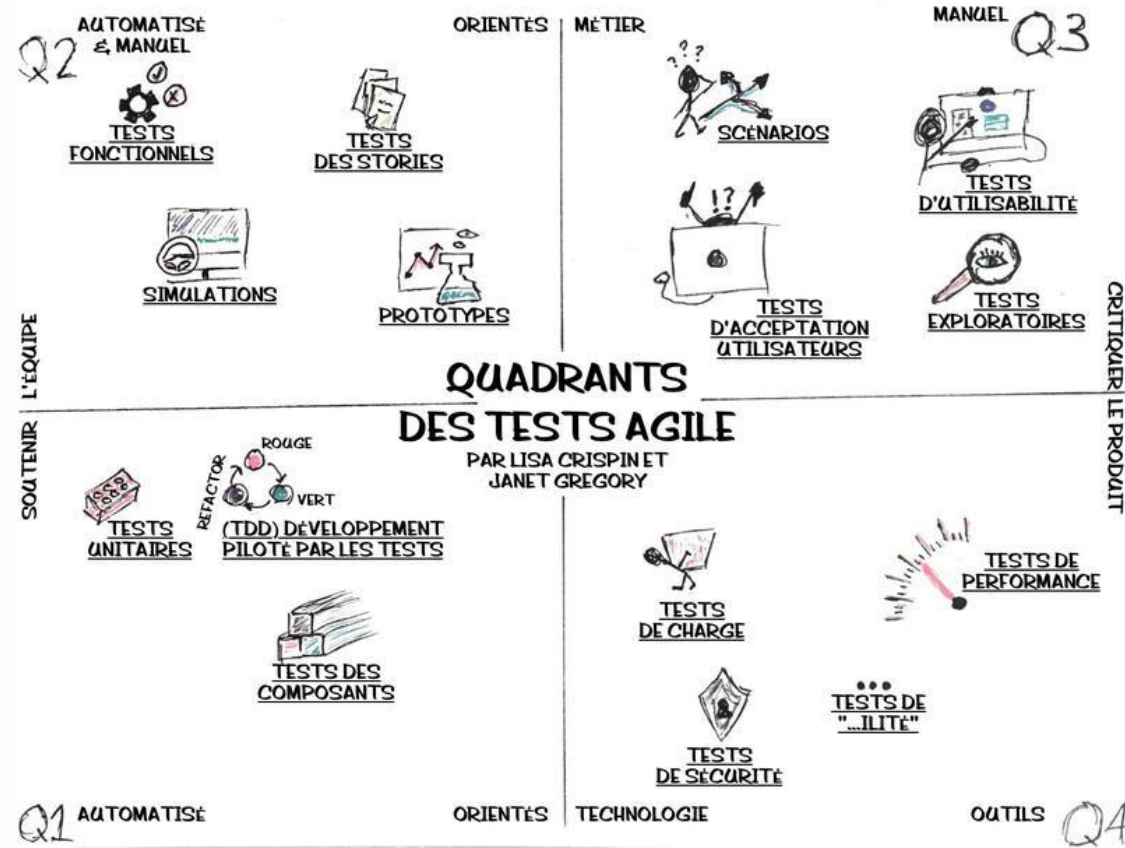 Q2
AUTOMATISÉ
& MANUEL
ORIENTÉS
MÉTIER
MANUEL
Q3
TESTS
FONCTIONNELS
TESTS
DES STORIES
???
SCÉNARIOS
TESTS
D'UTILISABILITÉ
SIMULATIONS
PROTOTYPES
!?
TESTS
D'ACCEPTATION
UTILISATEURS
TESTS
EXPLORATOIRES
SOUTENIR L'ÉQUIPE
CRITIQUER LE PRODUIT
QUADRANTS
DES TESTS AGILE
PAR LISA CRISPIN ET
JANET GREGORY
TESTS
UNITAIRES
ROUGE
VERT
REFACTOR
(TDD) DÉVELOPPEMENT
PILOTÉ PAR LES TESTS
TESTS DES
COMPOSANTS
TESTS
DE CHARGE
TESTS DE
PERFORMANCE
TESTS
DE SÉCURITÉ
...
TESTS DE
"...ILITÉ"
Q1
AUTOMATISÉ
ORIENTÉS
TECHNOLOGIE
OUTILS
Q4